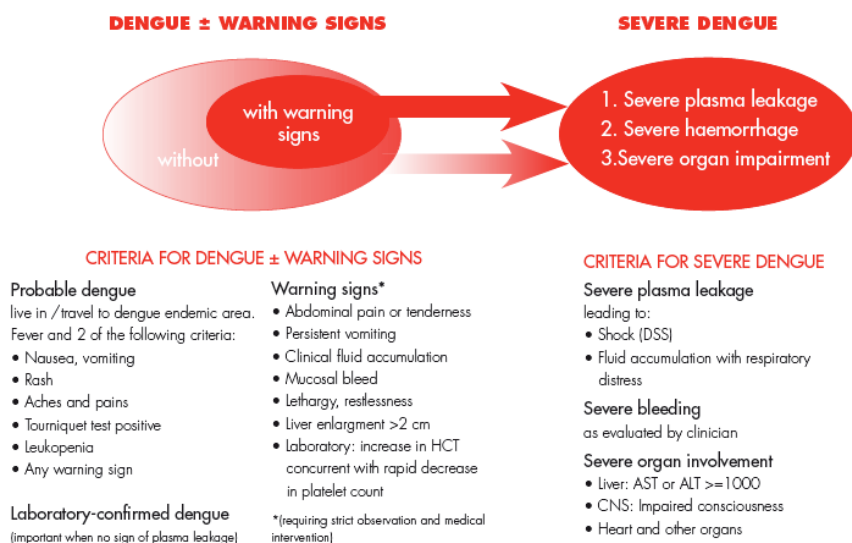 DENGUE ± WARNING SIGNS
SEVERE DENGUE
with warning
signs
without
1. Severe plasma leakage
2. Severe haemorrhage
3.Severe organ impairment
CRITERIA FOR DENGUE ± WARNING SIGNS
Probable dengue
live in /travel to dengue endemic area.
Fever and 2 of the following criteria:
• Nausea, vomiting
• Rash
• Aches and pains
• Tourniquet test positive
• Leukopenia
• Any warning sign
Laboratory-confirmed dengue
(important when no sign of plasma leakage)
Warning signs*
• Abdominal pain or tenderness
• Persistent vomiting
• Clinical fluid accumulation
• Mucosal bleed
• Lethargy, restlessness
• Liver enlargment >2 cm
• Laboratory: increase in HCT
concurrent with rapid decrease
in platelet count
*(requiring strict observation and medical
intervention)
CRITERIA FOR SEVERE DENGUE
Severe plasma leakage
leading to:
• Shock (DSS)
• Fluid accumulation with respiratory
distress
Severe bleeding
as evaluated by clinician
Severe organ involvement
• Liver: AST or ALT >=1000
• CNS: Impaired consciousness
• Heart and other organs